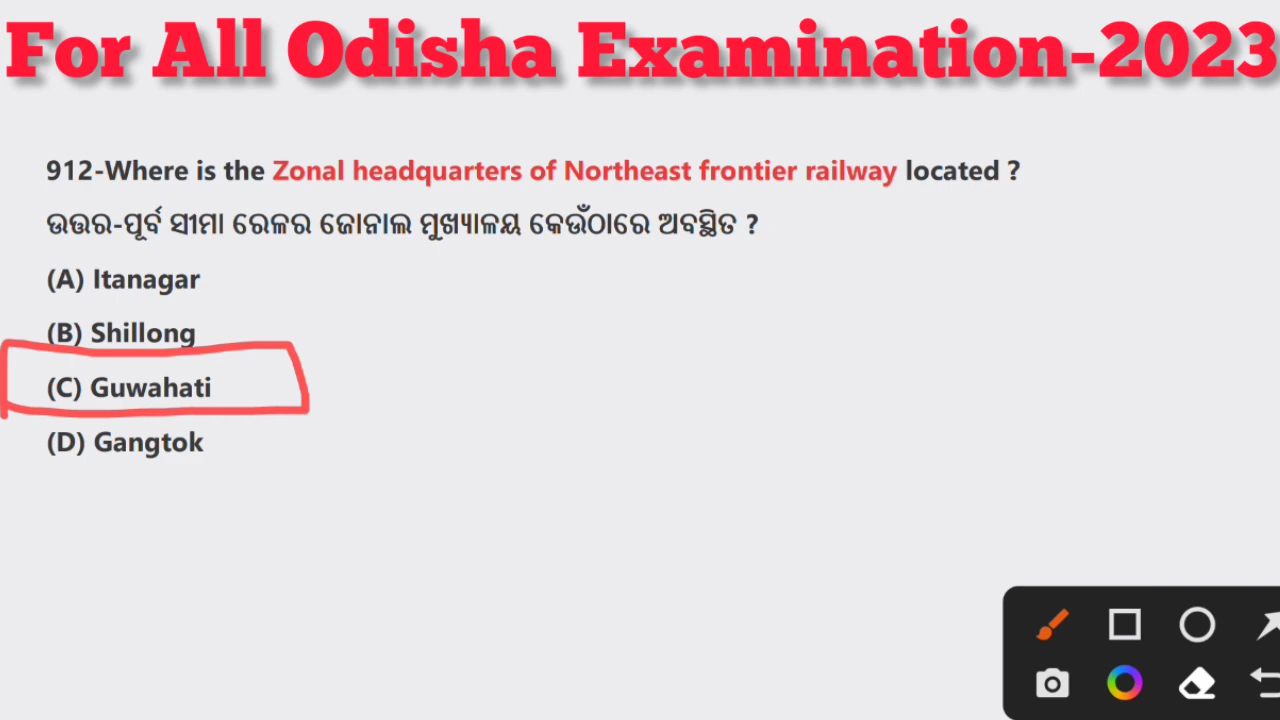 For All Odisha Examination-2023
912-Where is the Zonal headquarters of Northeast frontier railway located ?
ଉତ୍ତର-ପୂର୍ବ ସୀମା ରେଳର ଜୋନାଲ ମୁଖ୍ୟାଳୟ କେଉଁଠାରେ ଅବସ୍ଥିତ ?
(A) Itanagar
(B) Shillong
(C) Guwahati
(D) Gangtok